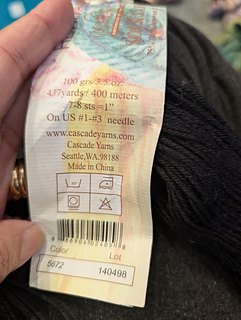 100 grs/3.5 oz.
437yards/ 400 meters
7-8 sts =1"
On US #1-#3 needle
www.cascadeyarns.com
Cascade Yarns
Seattle,WA.98188
Made in China
Color
Lot
5672
140498